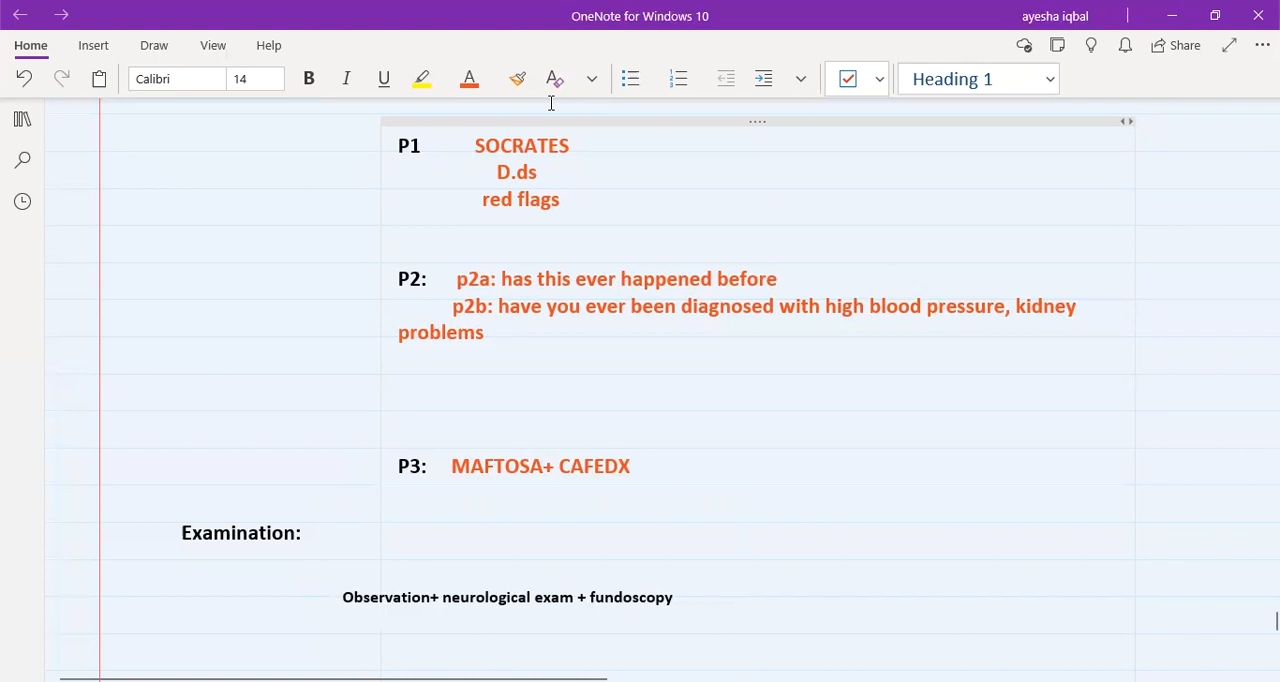 OneNote for Windows 10
ayesha iqbal
Home Insert Draw View Help
Share
Calibri 14 B I U A A Heading 1
P1 SOCRATES
D.ds
red flags
P2: p2a: has this ever happened before
p2b: have you ever been diagnosed with high blood pressure, kidney
problems
P3: MAFTOSA+ CAFEDX
Examination:
Observation+ neurological exam + fundoscopy